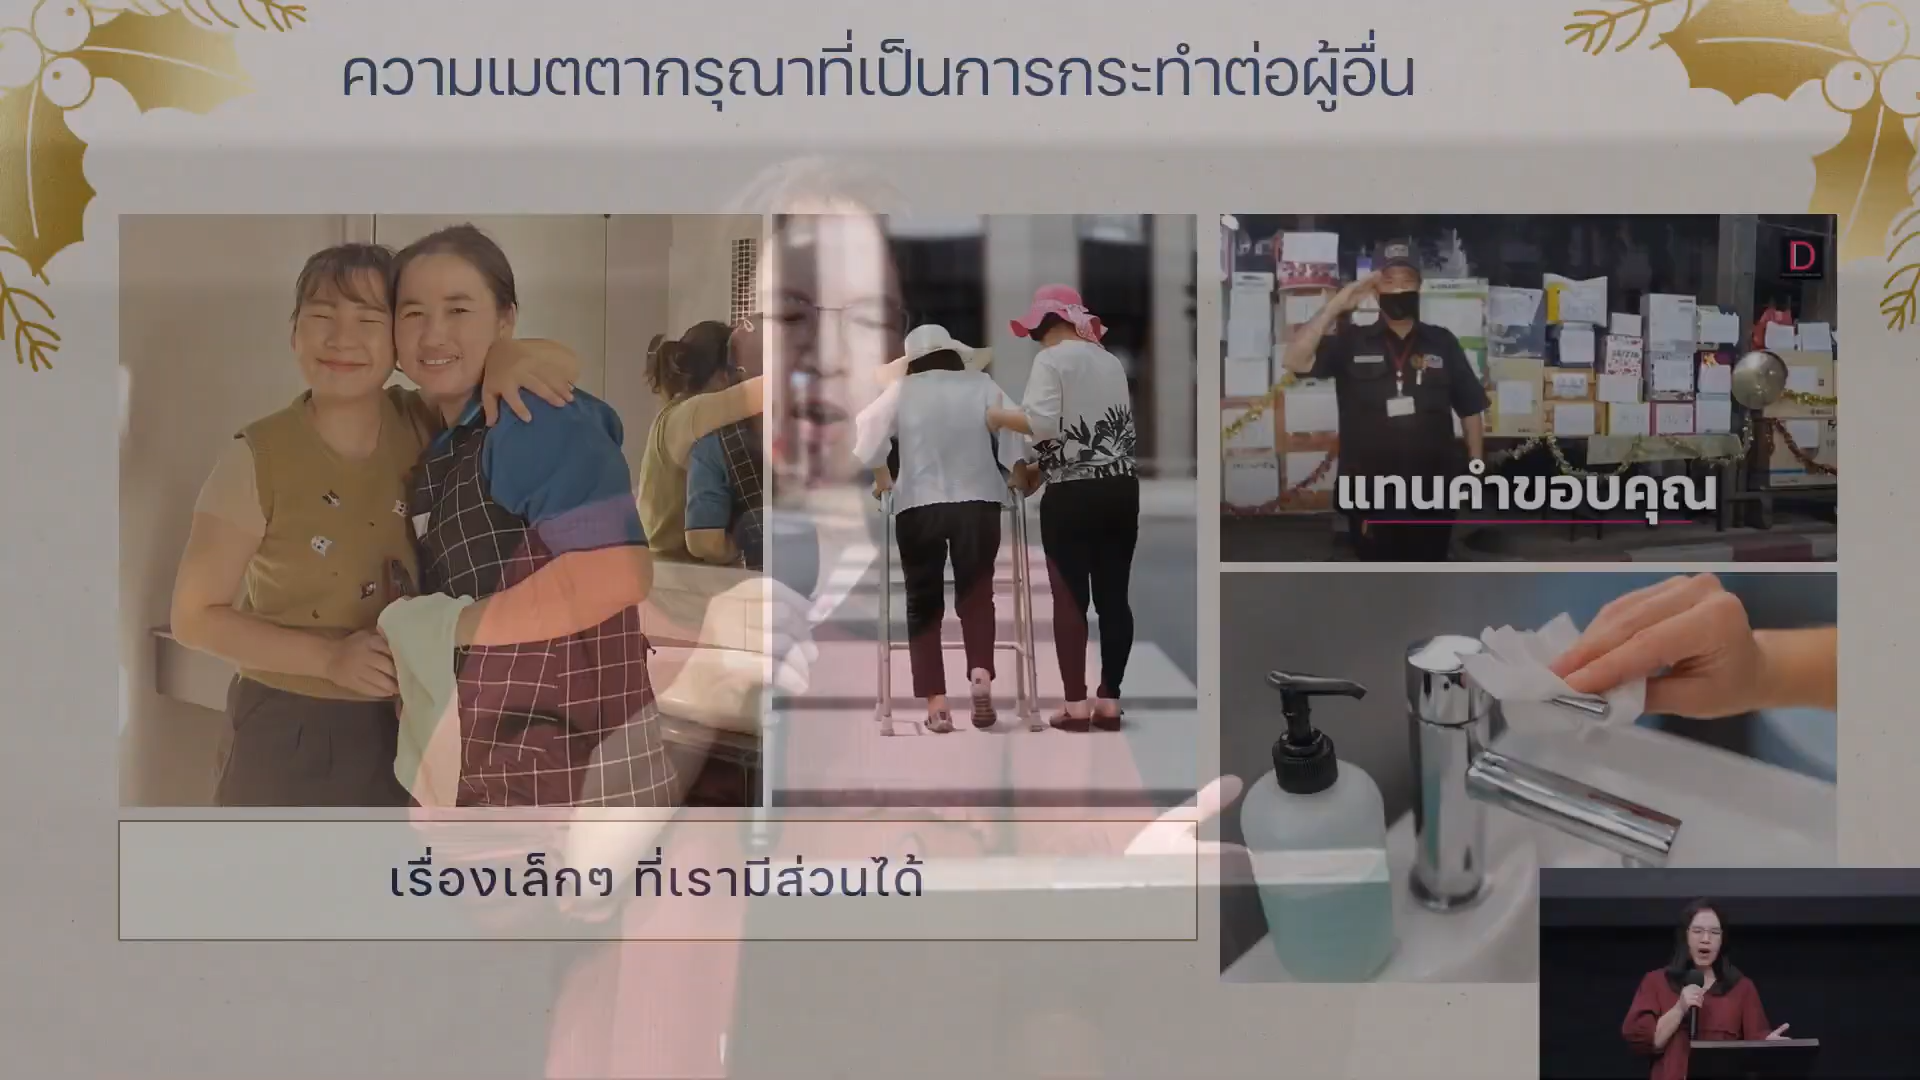 ความเมตตากรุณาที่เป็นการกระทำต่อผู้อื่น
D
แทนคำขอบคุณ
เรื่องเล็กๆ ที่เรามีส่วนได้